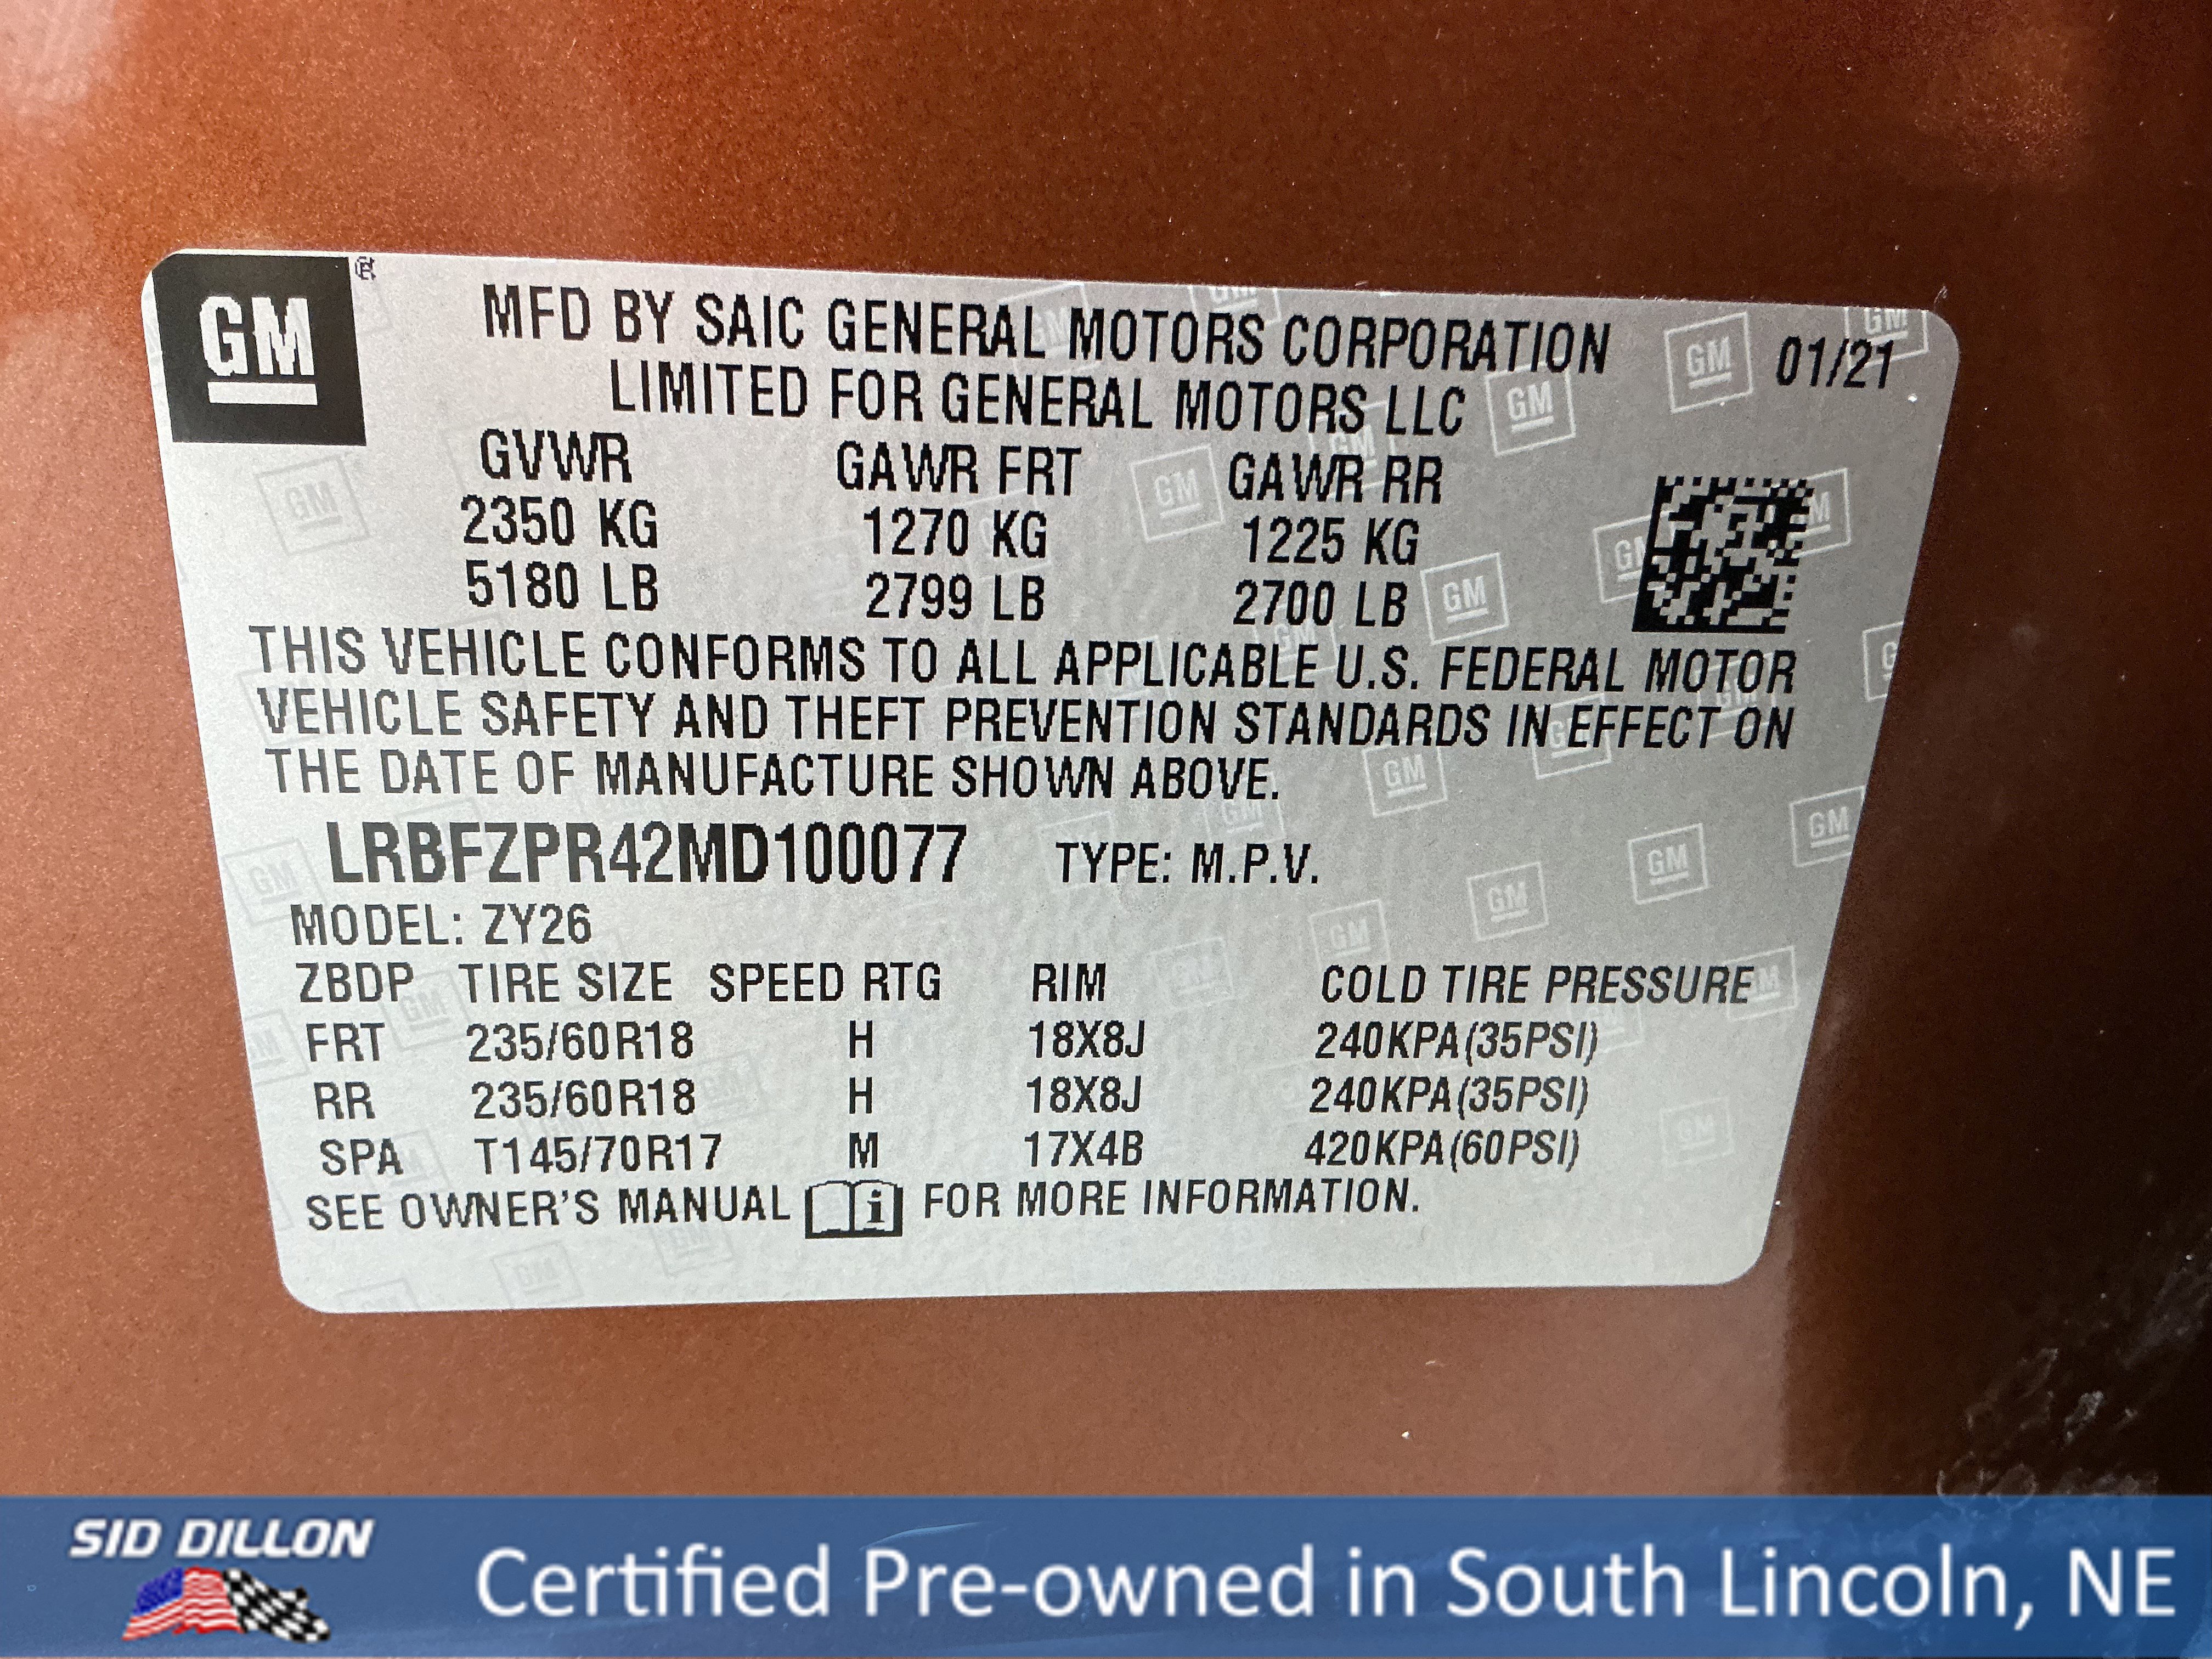 GM
MFD BY SAIC GENERAL MOTORS CORPORATION 01/21
LIMITED FOR GENERAL MOTORS LLC
GVWR GAWR FRT GAWR RR
2350 KG 1270 KG 1225 KG
5180 LB 2799 LB 2700 LB
THIS VEHICLE CONFORMS TO ALL APPLICABLE U.S. FEDERAL MOTOR
VEHICLE SAFETY AND THEFT PREVENTION STANDARDS IN EFFECT ON
THE DATE OF MANUFACTURE SHOWN ABOVE.
LRBFZPR42MD100077 TYPE: M.P.V.
MODEL: ZY26
ZBDP TIRE SIZE SPEED RTG RIM COLD TIRE PRESSURE
FRT 235/60R18 H 18X8J 240KPA(35PSI)
RR 235/60R18 H 18X8J 240KPA(35PSI)
SPA T145/70R17 M 17X4B 420KPA(60PSI)
SEE OWNER'S MANUAL i FOR MORE INFORMATION.
SID DILLON
Certified Pre-owned in South Lincoln, NE